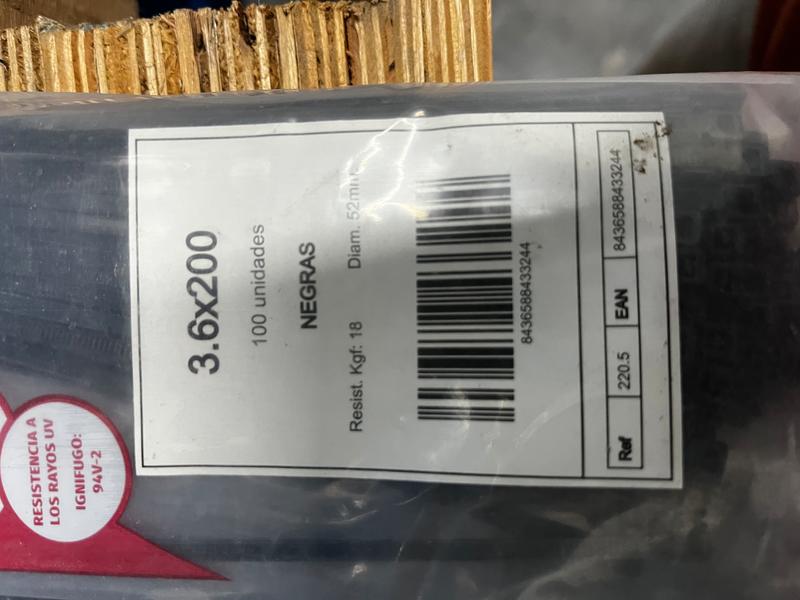 3.6x200
100 unidades
NEGRAS
Resist. Kgf: 18 Diam. 52mm
8436588433244
Ref 220.5 EAN 8436588433244
RESISTENCIA A
LOS RAYOS UV
IGNIFUGO:
94V-2